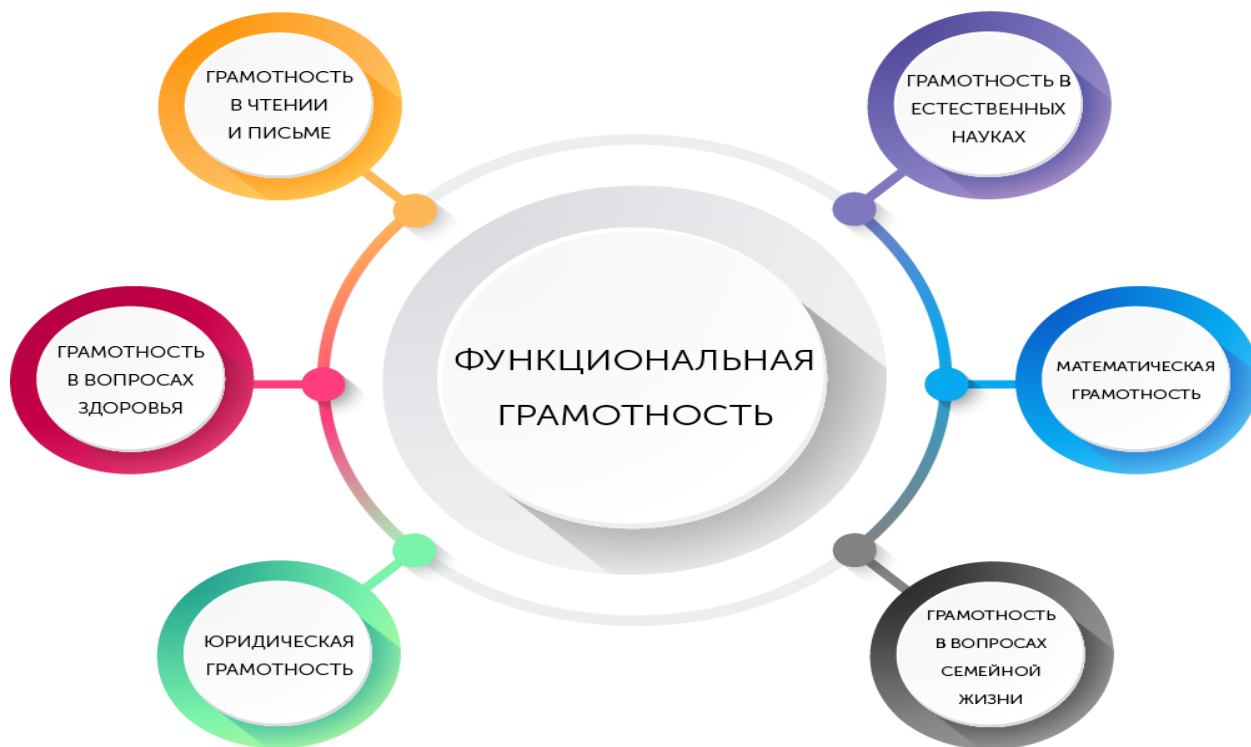 ГРАМОТНОСТЬ
В ЧТЕНИИ
И ПИСЬМЕ
ГРАМОТНОСТЬ В
ЕСТЕСТВЕННЫХ
НАУКАХ
ГРАМОТНОСТЬ
В ВОПРОСАХ
ЗДОРОВЬЯ
ФУНКЦИОНАЛЬНАЯ
ГРАМОТНОСТЬ
МАТЕМАТИЧЕСКАЯ
ГРАМОТНОСТЬ
ЮРИДИЧЕСКАЯ
ГРАМОТНОСТЬ
ГРАМОТНОСТЬ
В ВОПРОСАХ
СЕМЕЙНОЙ
ЖИЗНИ